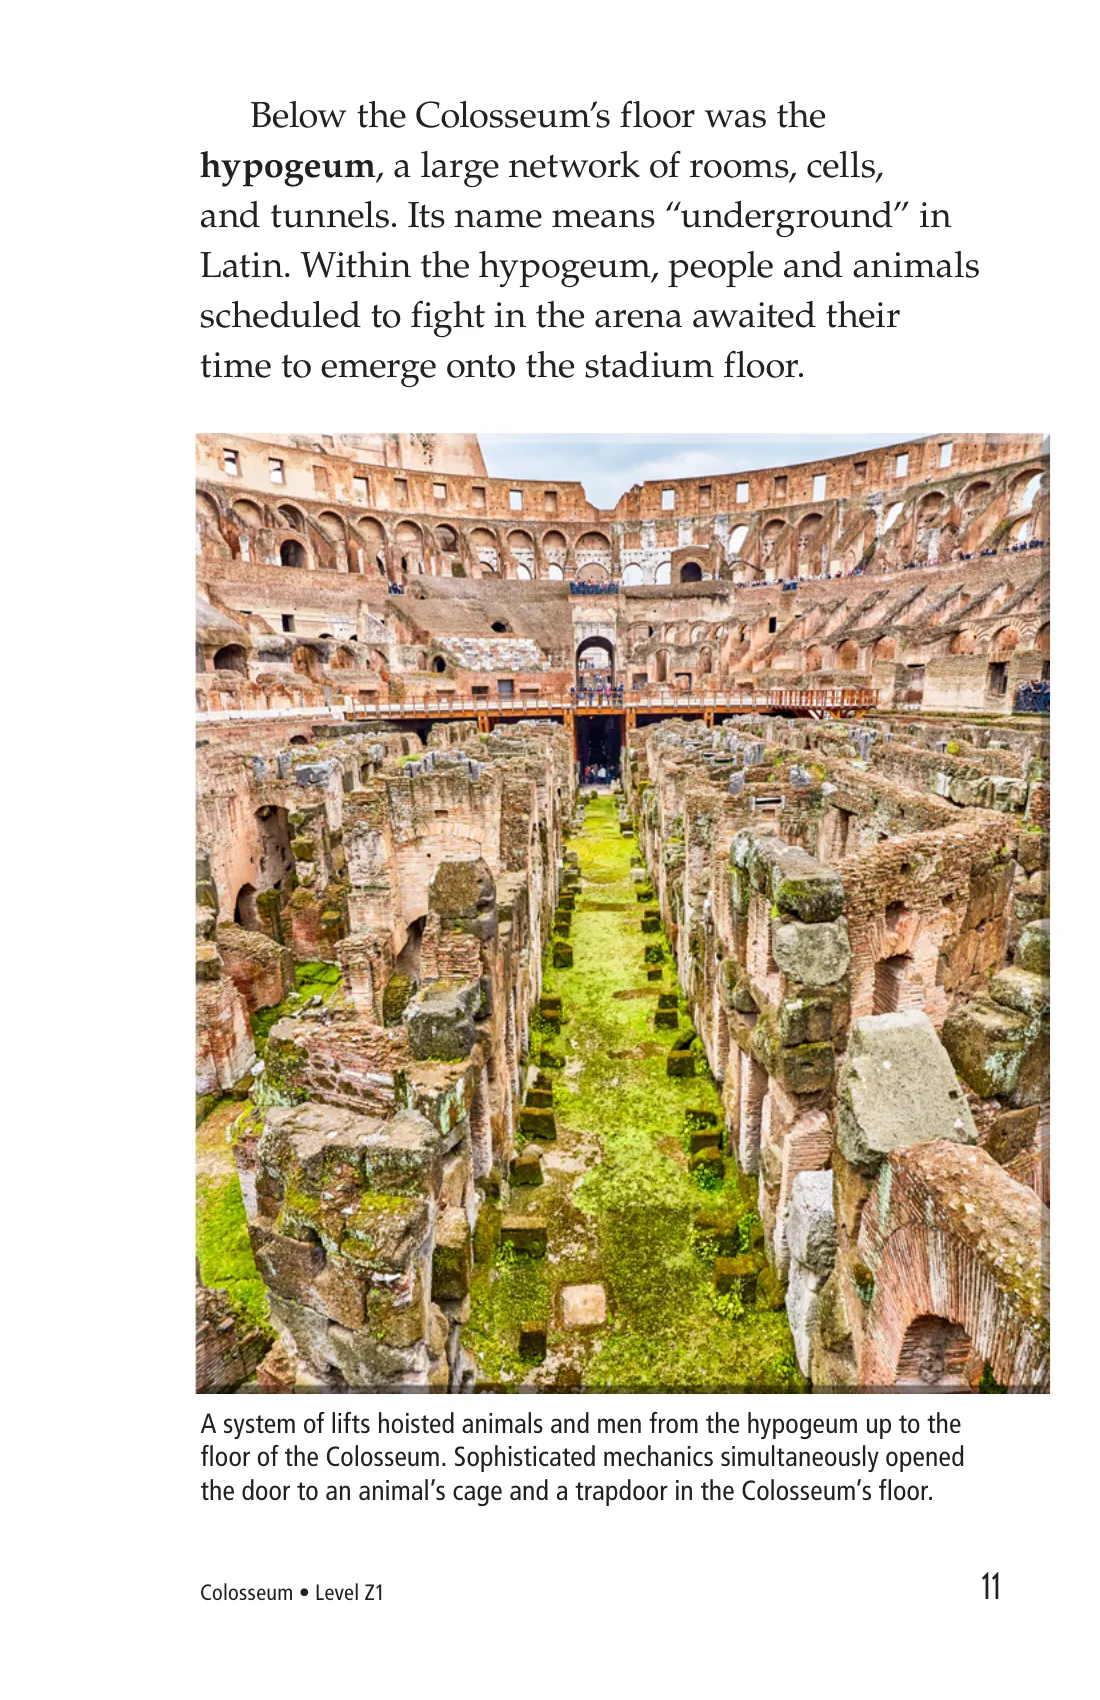 Below the Colosseum’s floor was the
hypogeum, a large network of rooms, cells,
and tunnels. Its name means “underground” in
Latin. Within the hypogeum, people and animals
scheduled to fight in the arena awaited their
time to emerge onto the stadium floor.
A system of lifts hoisted animals and men from the hypogeum up to the
floor of the Colosseum. Sophisticated mechanics simultaneously opened
the door to an animal’s cage and a trapdoor in the Colosseum’s floor.
Colosseum • Level Z1
11